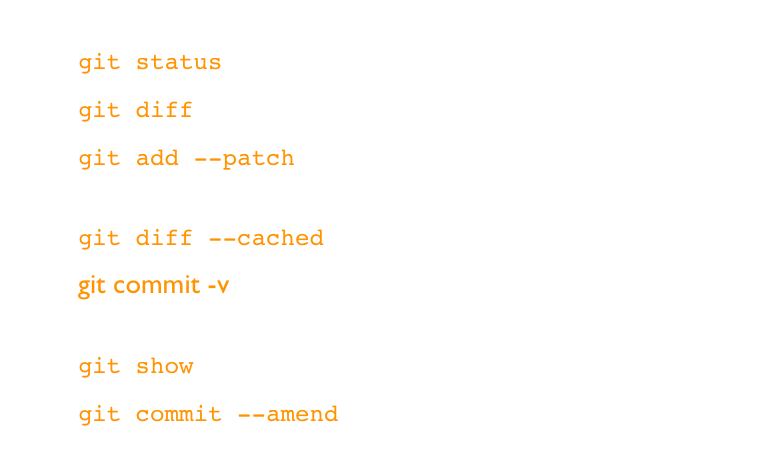 git status
git diff
git add --patch
git diff --cached
git commit -v
git show
git commit --amend